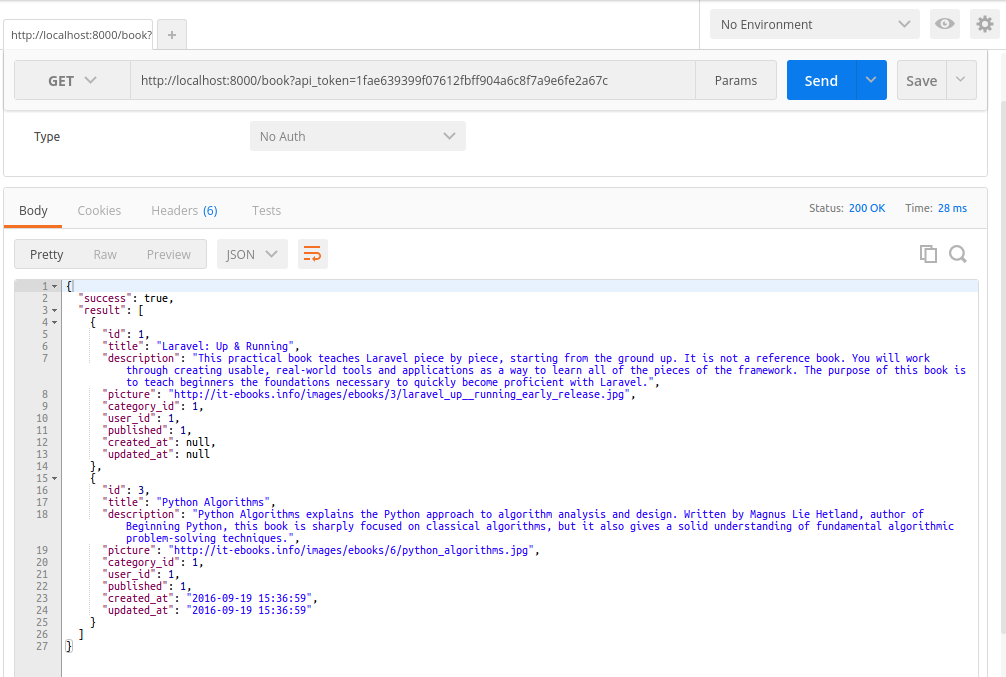 http://localhost:8000/book?
+
No Environment
GET
http://localhost:8000/book?api_token=1fae639399f07612fbff904a6c8f7a9e6fe2a67c
Params
Send
Save
Type
No Auth
Body
Cookies
Headers (6)
Tests
Status: 200 OK
Time: 28 ms
Pretty
Raw
Preview
JSON
1 {
2 "success": true,
3 "result": [
4 {
5 "id": 1,
6 "title": "Laravel: Up & Running",
7 "description": "This practical book teaches Laravel piece by piece, starting from the ground up. It is not a reference book. You will work
through creating usable, real-world tools and applications as a way to learn all of the pieces of the framework. The purpose of this book is
to teach beginners the foundations necessary to quickly become proficient with Laravel.",
8 "picture": "http://it-ebooks.info/images/ebooks/3/laravel_up__running_early_release.jpg",
9 "category_id": 1,
10 "user_id": 1,
11 "published": 1,
12 "created_at": null,
13 "updated_at": null
14 },
15 {
16 "id": 3,
17 "title": "Python Algorithms",
18 "description": "Python Algorithms explains the Python approach to algorithm analysis and design. Written by Magnus Lie Hetland, author of
Beginning Python, this book is sharply focused on classical algorithms, but it also gives a solid understanding of fundamental algorithmic
problem-solving techniques.",
19 "picture": "http://it-ebooks.info/images/ebooks/6/python_algorithms.jpg",
20 "category_id": 1,
21 "user_id": 1,
22 "published": 1,
23 "created_at": "2016-09-19 15:36:59",
24 "updated_at": "2016-09-19 15:36:59"
25 }
26 ]
27 }